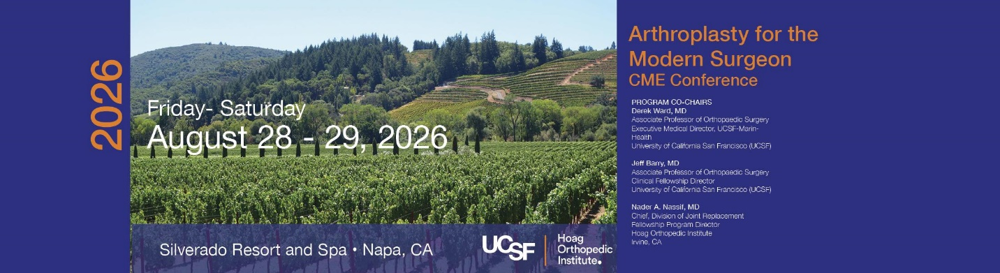 2026
Friday- Saturday
August 28 - 29, 2026
Silverado Resort and Spa • Napa, CA
UCSF
Hoag
Orthopedic
Institute.
Arthroplasty for the
Modern Surgeon
CME Conference
PROGRAM CO-CHAIRS
Derek Ward, MD
Associate Professor of Orthopaedic Surgery
Executive Medical Director, UCSF-Marin-
Health
University of California San Francisco (UCSF)
Jeff Barry, MD
Associate Professor of Orthopaedic Surgery
Clinical Fellowship Director
University of California San Francisco (UCSF)
Nader A. Nassif, MD
Chief, Division of Joint Replacement
Fellowship Program Director
Hoag Orthopedic Institute
Irvine, CA